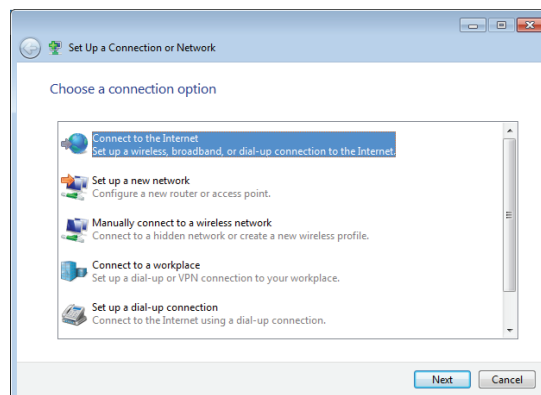 Set Up a Connection or Network
Choose a connection option
Connect to the Internet
Set up a wireless, broadband, or dial-up connection to the Internet.
Set up a new network
Configure a new router or access point.
Manually connect to a wireless network
Connect to a hidden network or create a new wireless profile.
Connect to a workplace
Set up a dial-up or VPN connection to your workplace.
Set up a dial-up connection
Connect to the Internet using a dial-up connection.
Next Cancel